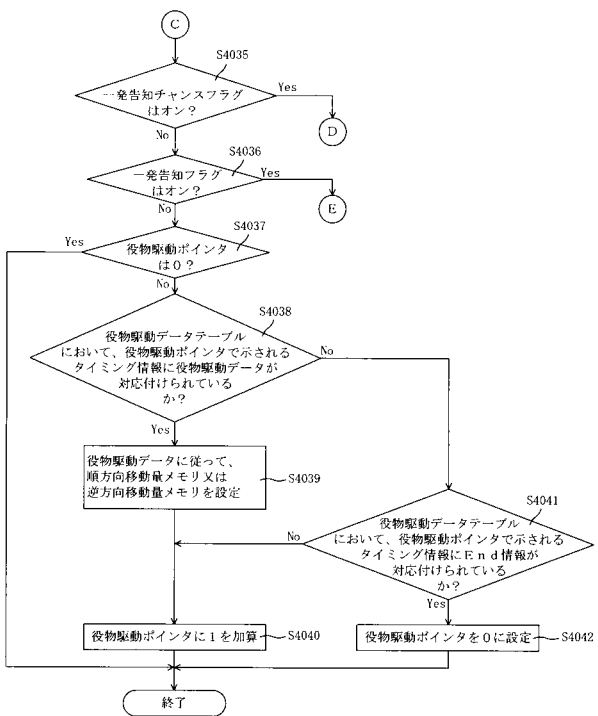 C
S4035
一発告知チャンスフラグ
はオン?
Yes
D
No
S4036
一発告知フラグ
はオン?
Yes
E
No
S4037
Yes
役物駆動ポインタ
は0?
No
S4038
役物駆動データテーブル
において、役物駆動ポインタで示される
タイミング情報に役物駆動データが
対応付けられている
か?
No
Yes
役物駆動データに従って、
順方向移動量メモリ又は
逆方向移動量メモリを設定
S4039
S4041
役物駆動データテーブル
において、役物駆動ポインタで示される
タイミング情報にEnd情報が
対応付けられている
か?
No
Yes
役物駆動ポインタに1を加算
S4040
役物駆動ポインタを0に設定
S4042
終了